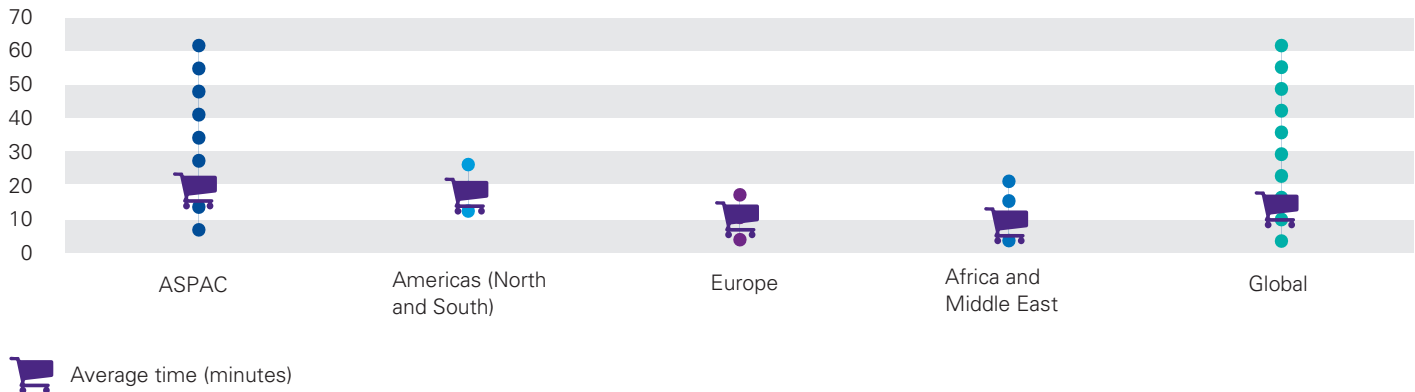 70
60
50
40
30
20
10
0
ASPAC
Americas (North
and South)
Europe
Africa and
Middle East
Global
Average time (minutes)